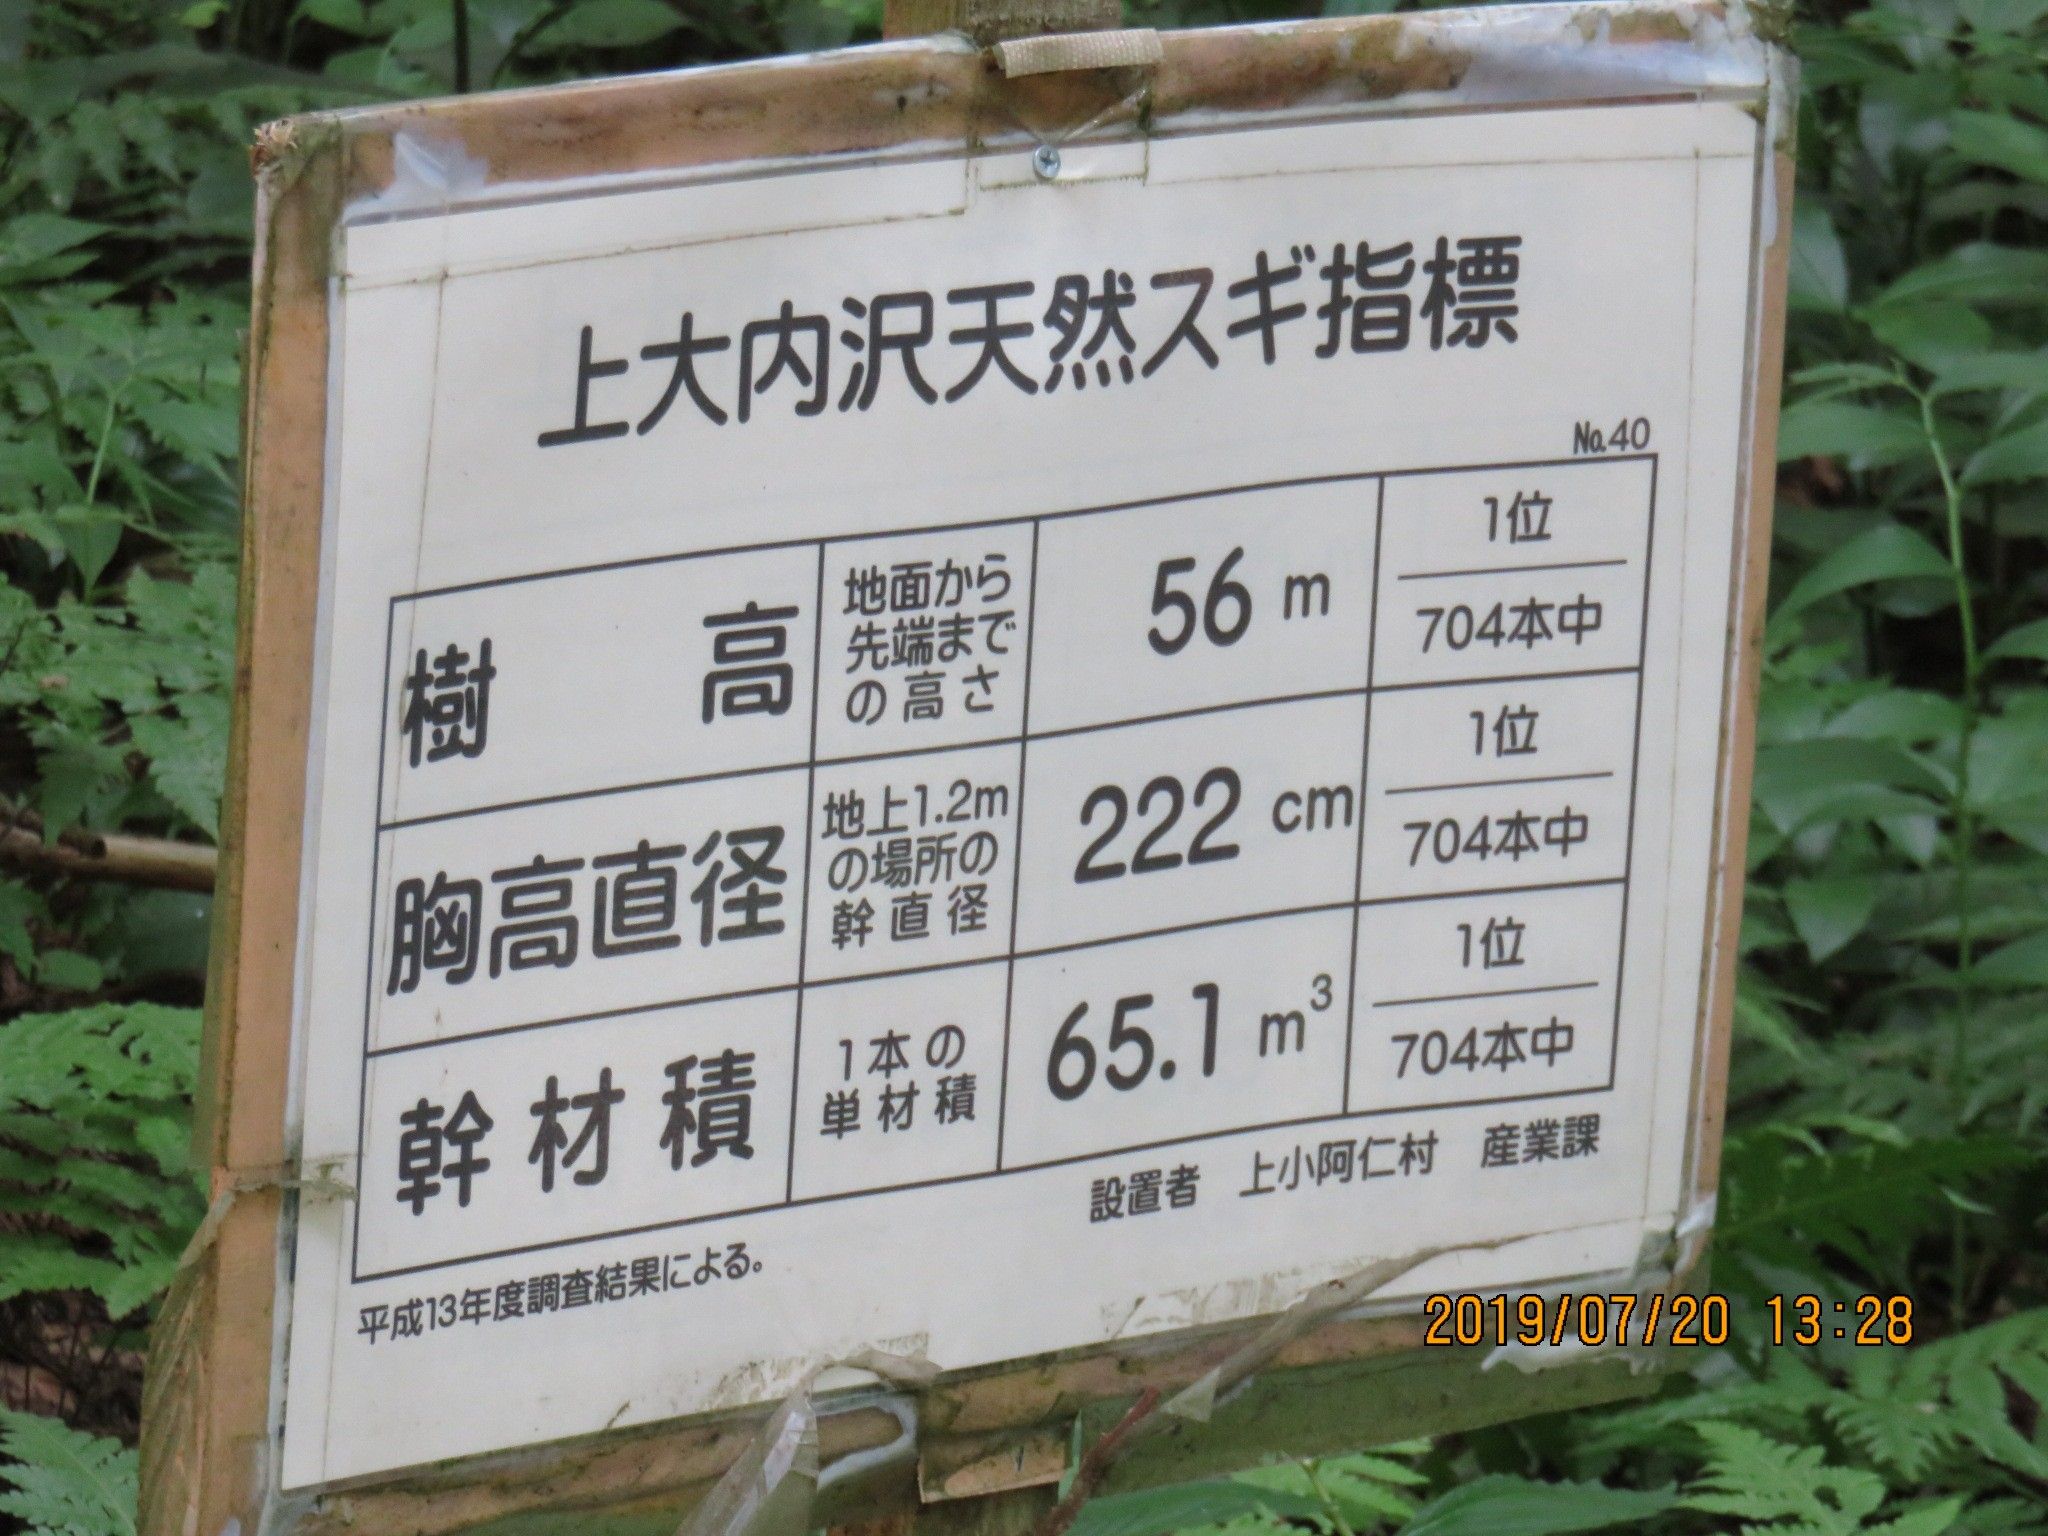 上大内沢天然スギ指標
No.40
樹高
地面から
先端まで
の高さ
56 m
1位
704本中
胸高直径
地上1.2m
の場所の
幹直径
222 cm
1位
704本中
幹材積
1本の
単材積
65.1 m³
1位
704本中
設置者 上小阿仁村 産業課
平成13年度調査結果による。
2019/07/20 13:28